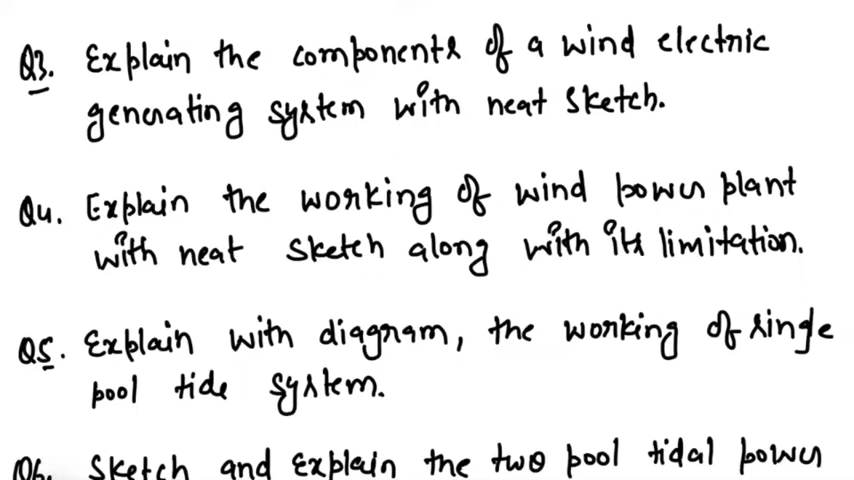 Q3. Explain the components of a wind electric
generating system with neat sketch.
Q4. Explain the working of wind power plant
with neat sketch along with its limitation.
Q5. Explain with diagram, the working of single
pool tide system.
Q6. Sketch and explain the two pool tidal power